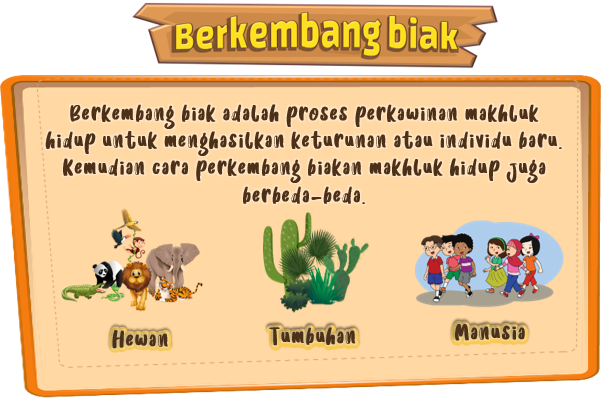 Berkembang biak
Berkembang biak adalah proses perkawinan makhluk
hidup untuk menghasilkan keturunan atau individu baru.
Kemudian cara perkembang biakan makhluk hidup juga
berbeda-beda.
Hewan
Tumbuhan
Manusia